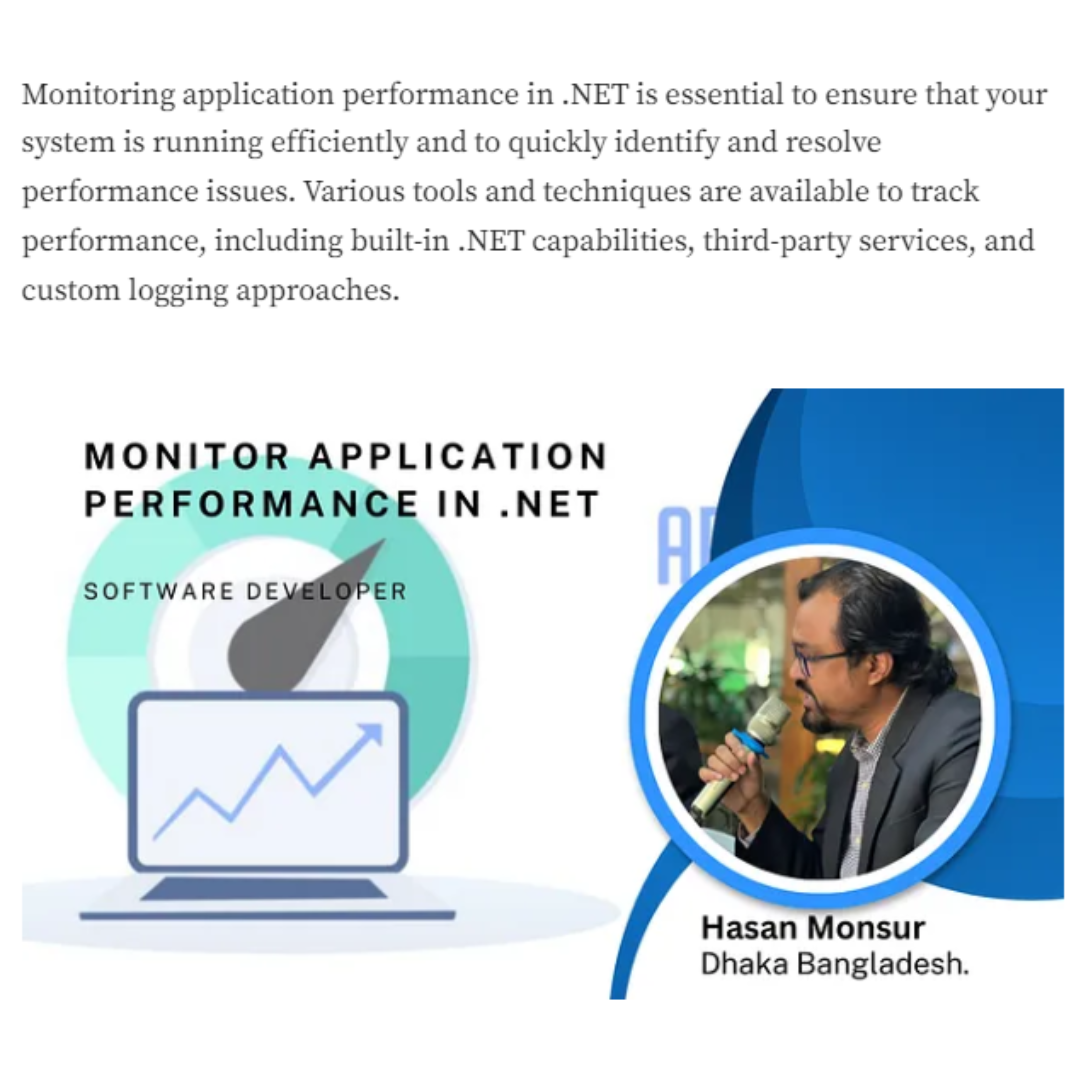 Monitoring application performance in .NET is essential to ensure that your
system is running efficiently and to quickly identify and resolve
performance issues. Various tools and techniques are available to track
performance, including built-in .NET capabilities, third-party services, and
custom logging approaches.
MONITOR APPLICATION
PERFORMANCE IN .NET
SOFTWARE DEVELOPER
Hasan Monsur
Dhaka Bangladesh.